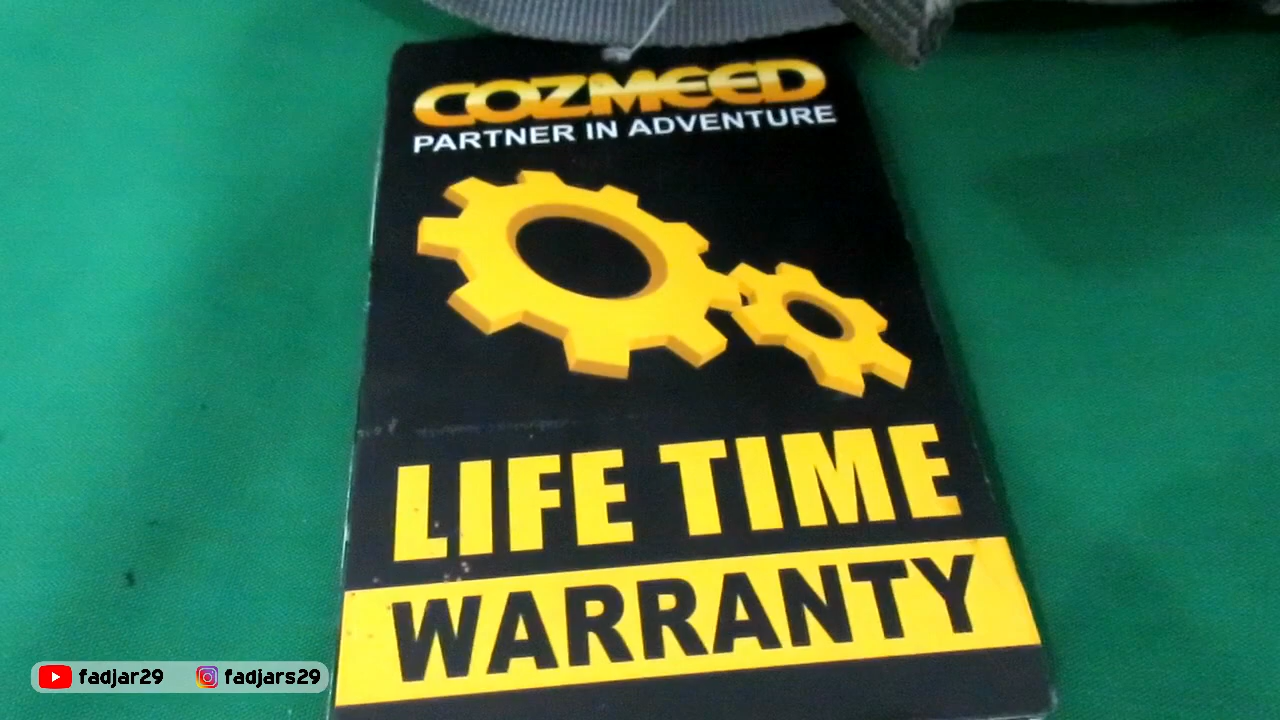 COZMEED
PARTNER IN ADVENTURE
LIFE TIME
WARRANTY
fadjar29 fadjars29